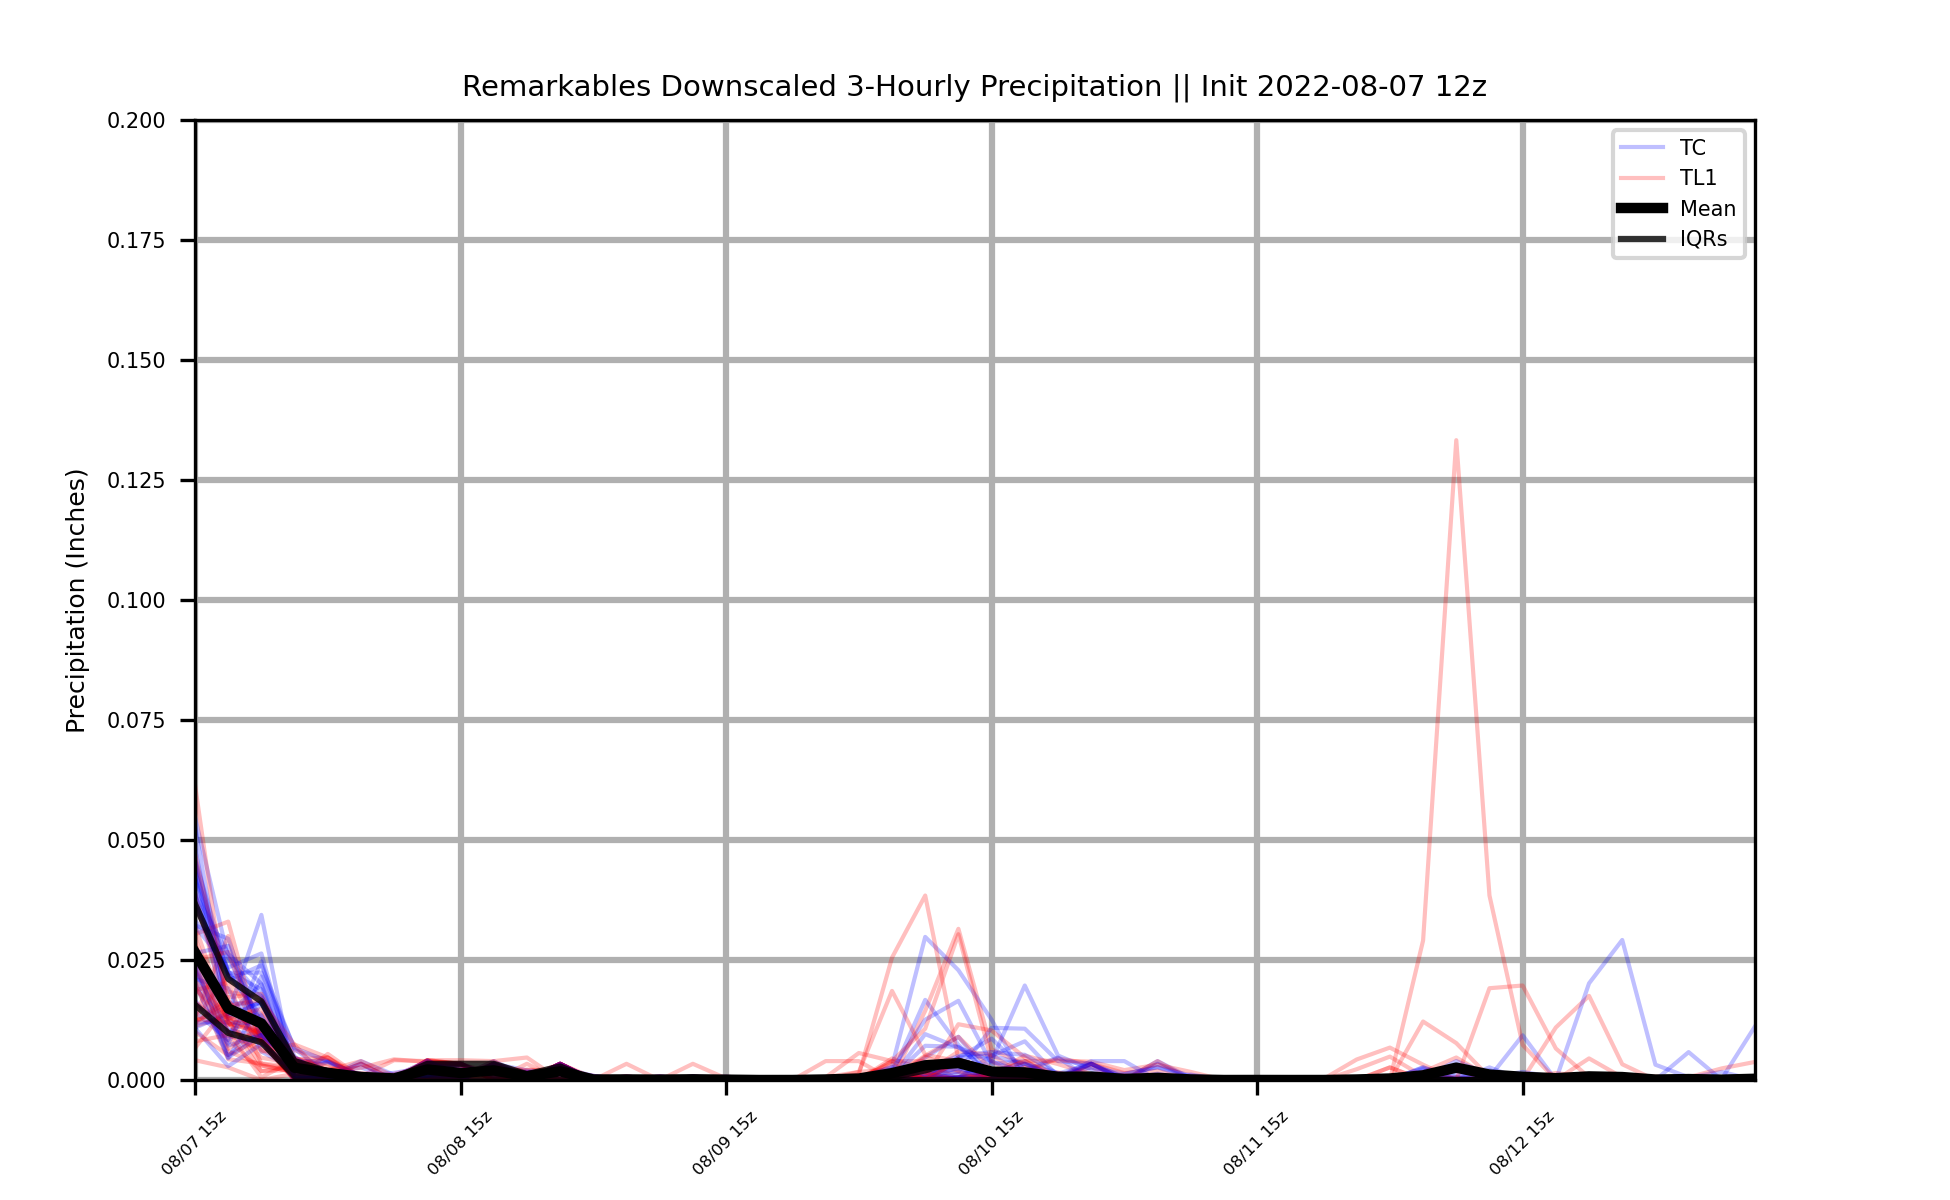 Remarkables Downscaled 3-Hourly Precipitation || Init 2022-08-07 12z
TC
TL1
Mean
IQRs
Precipitation (Inches)
0.200
0.175
0.150
0.125
0.100
0.075
0.050
0.025
0.000
08/07 15z
08/08 15z
08/09 15z
08/10 15z
08/11 15z
08/12 15z